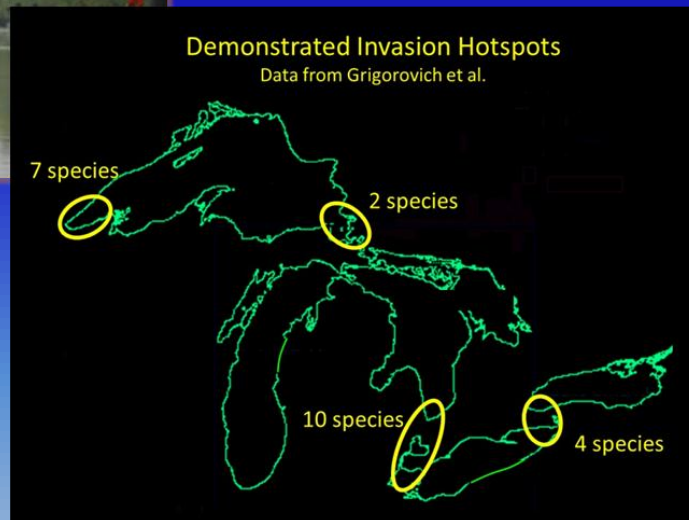 Demonstrated Invasion Hotspots
Data from Grigorovich et al.
7 species
2 species
10 species
4 species